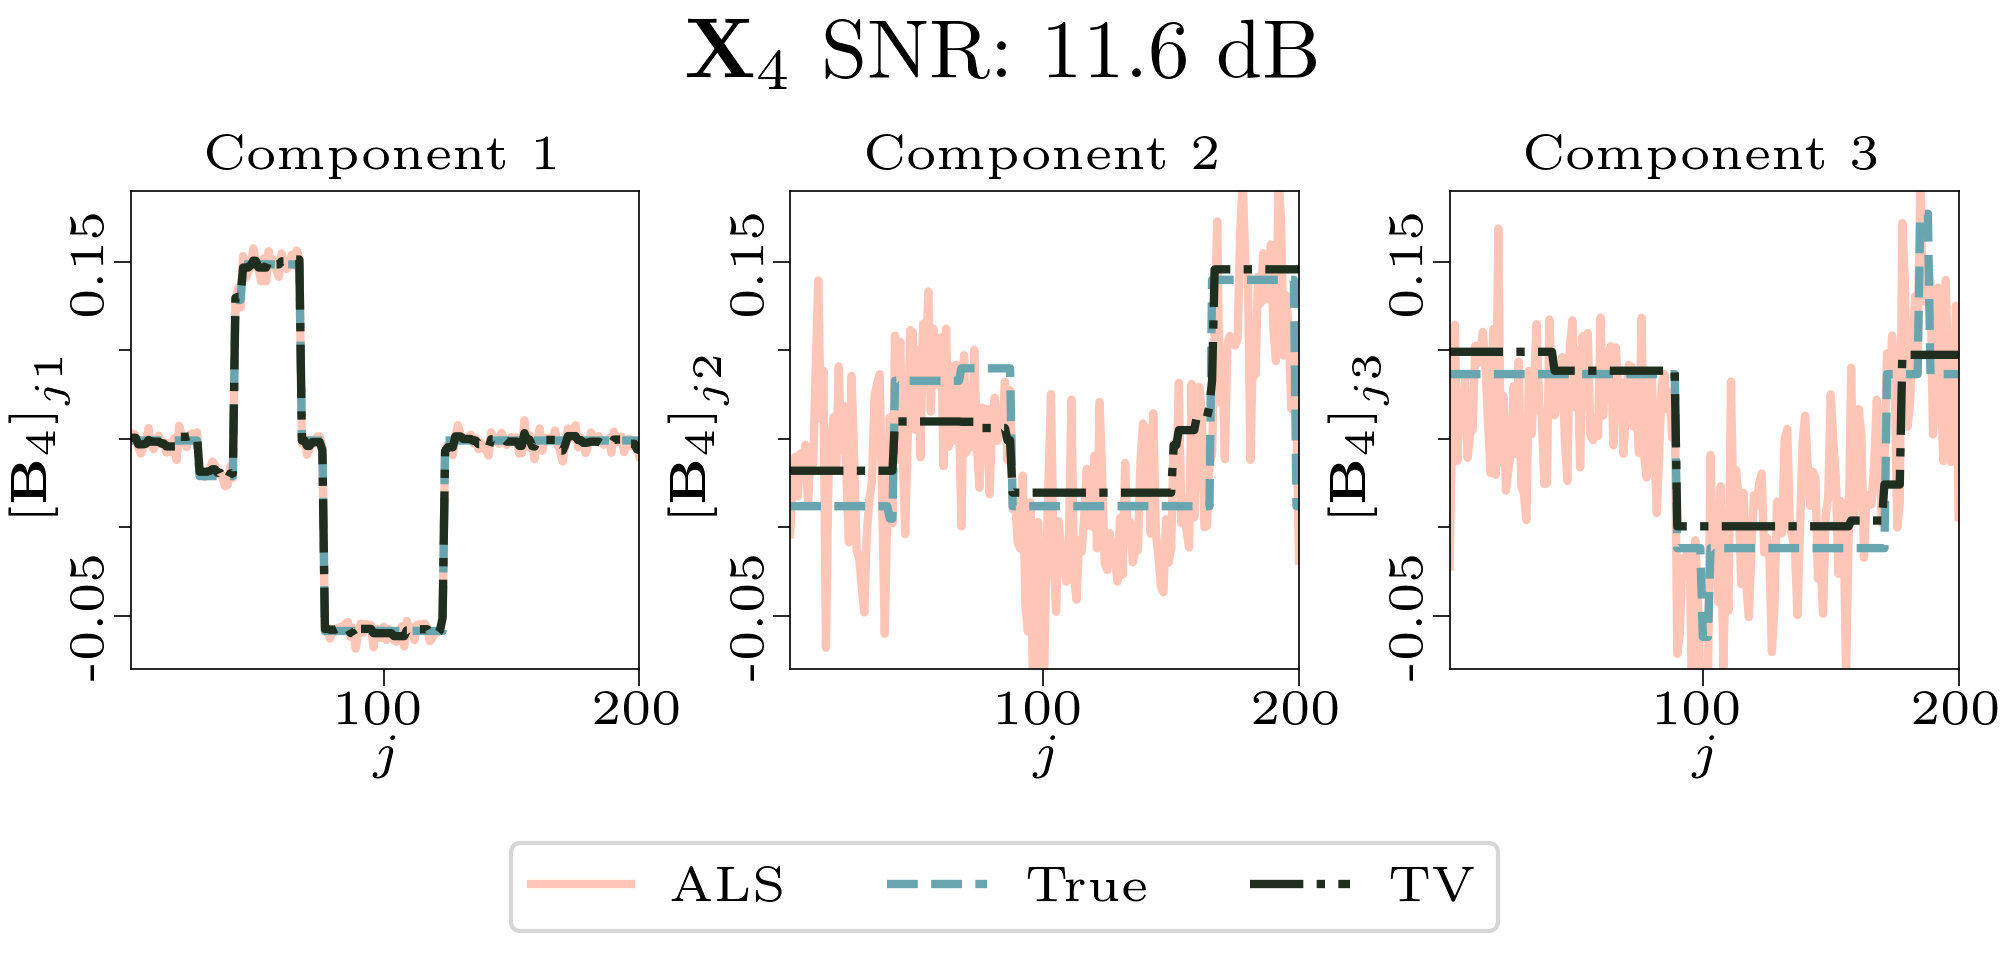 X₄ SNR: 11.6 dB
Component 1
Component 2
Component 3
[B₄]ⱼ₁
0.15
-0.05
100
200
j
[B₄]ⱼ₂
0.15
-0.05
100
200
j
[B₄]ⱼ₃
0.15
-0.05
100
200
j
ALS True TV